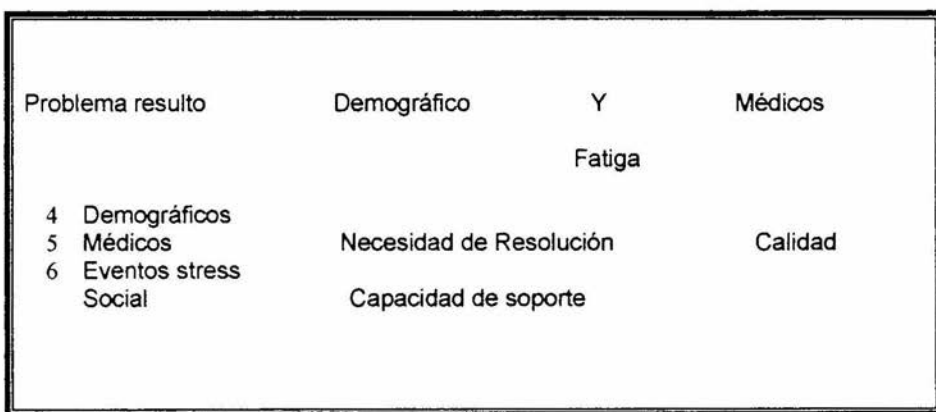 Problema resulto Demográfico Y Médicos
Fatiga
4 Demográficos
5 Médicos Necesidad de Resolución Calidad
6 Eventos stress
Social Capacidad de soporte